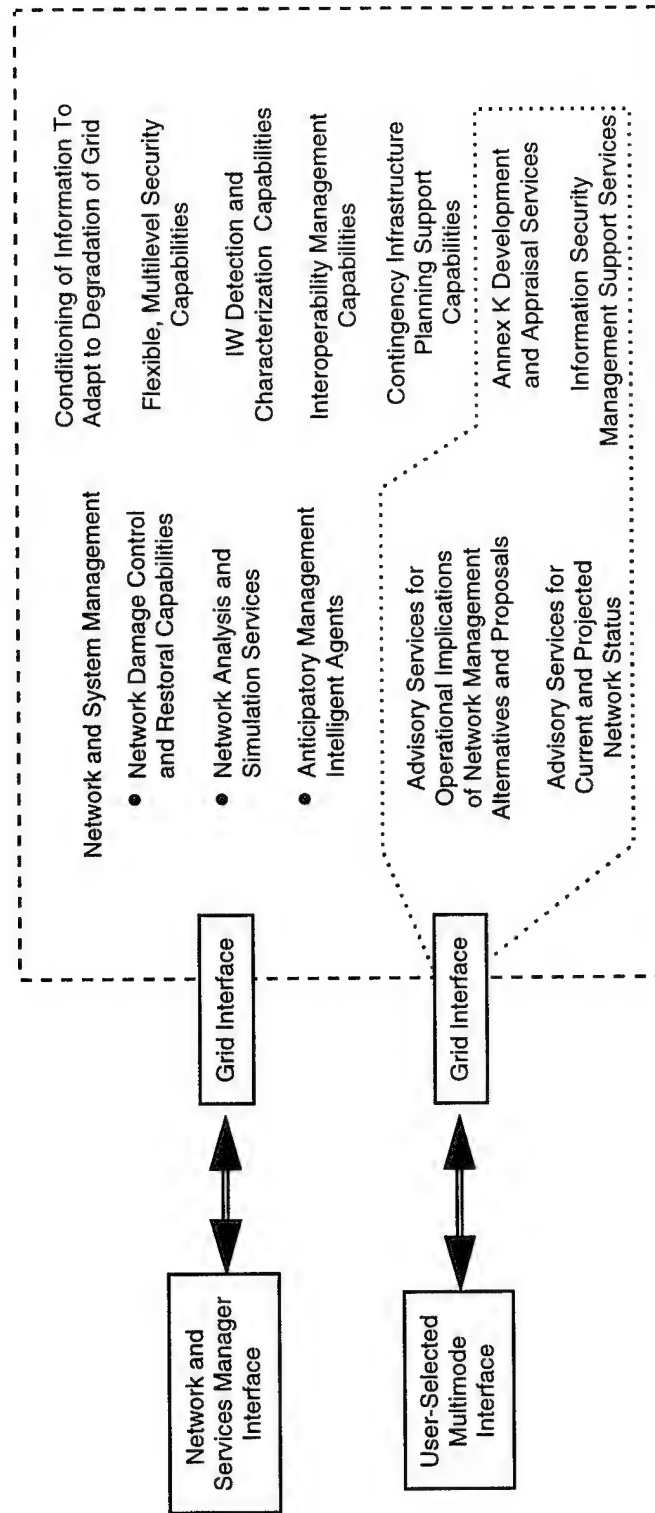 Network and
Services Manager
Interface
Grid Interface
User-Selected
Multimode
Interface
Grid Interface
Network and System Management
• Network Damage Control
and Restoral Capabilities
• Network Analysis and
Simulation Services
• Anticipatory Management
Intelligent Agents
Advisory Services for
Operational Implications
of Network Management
Alternatives and Proposals
Advisory Services for
Current and Projected
Network Status
Conditioning of Information To
Adapt to Degradation of Grid
Flexible, Multilevel Security
Capabilities
IW Detection and
Characterization Capabilities
Interoperability Management
Capabilities
Contingency Infrastructure
Planning Support
Capabilities
Annex K Development
and Appraisal Services
Information Security
Management Support Services